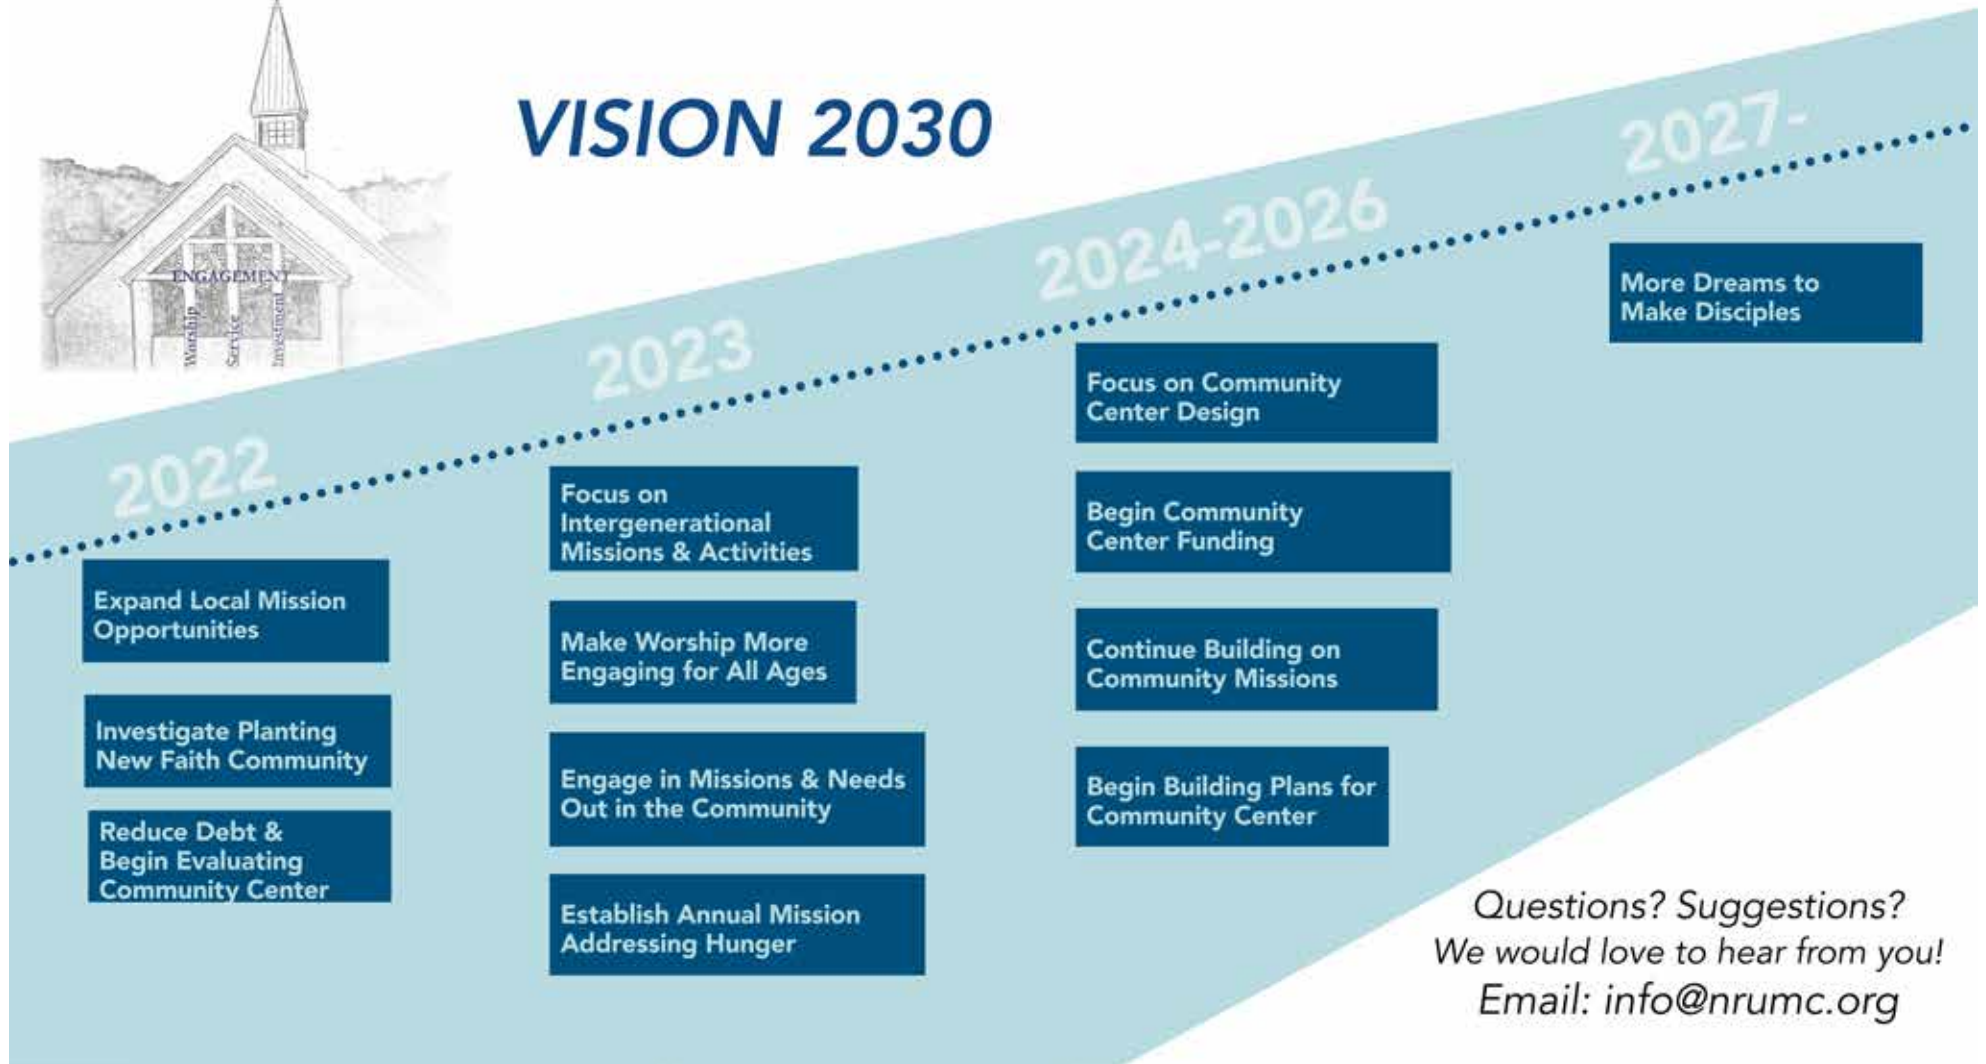 VISION 2030
ENGAGEMENT
Worship
Service
Investment
2022
Expand Local Mission
Opportunities
Investigate Planting
New Faith Community
Reduce Debt &
Begin Evaluating
Community Center
2023
Focus on
Intergenerational
Missions & Activities
Make Worship More
Engaging for All Ages
Engage in Missions & Needs
Out in the Community
Establish Annual Mission
Addressing Hunger
2024-2026
Focus on Community
Center Design
Begin Community
Center Funding
Continue Building on
Community Missions
Begin Building Plans for
Community Center
2027-
More Dreams to
Make Disciples
Questions? Suggestions?
We would love to hear from you!
Email: info@nrumc.org